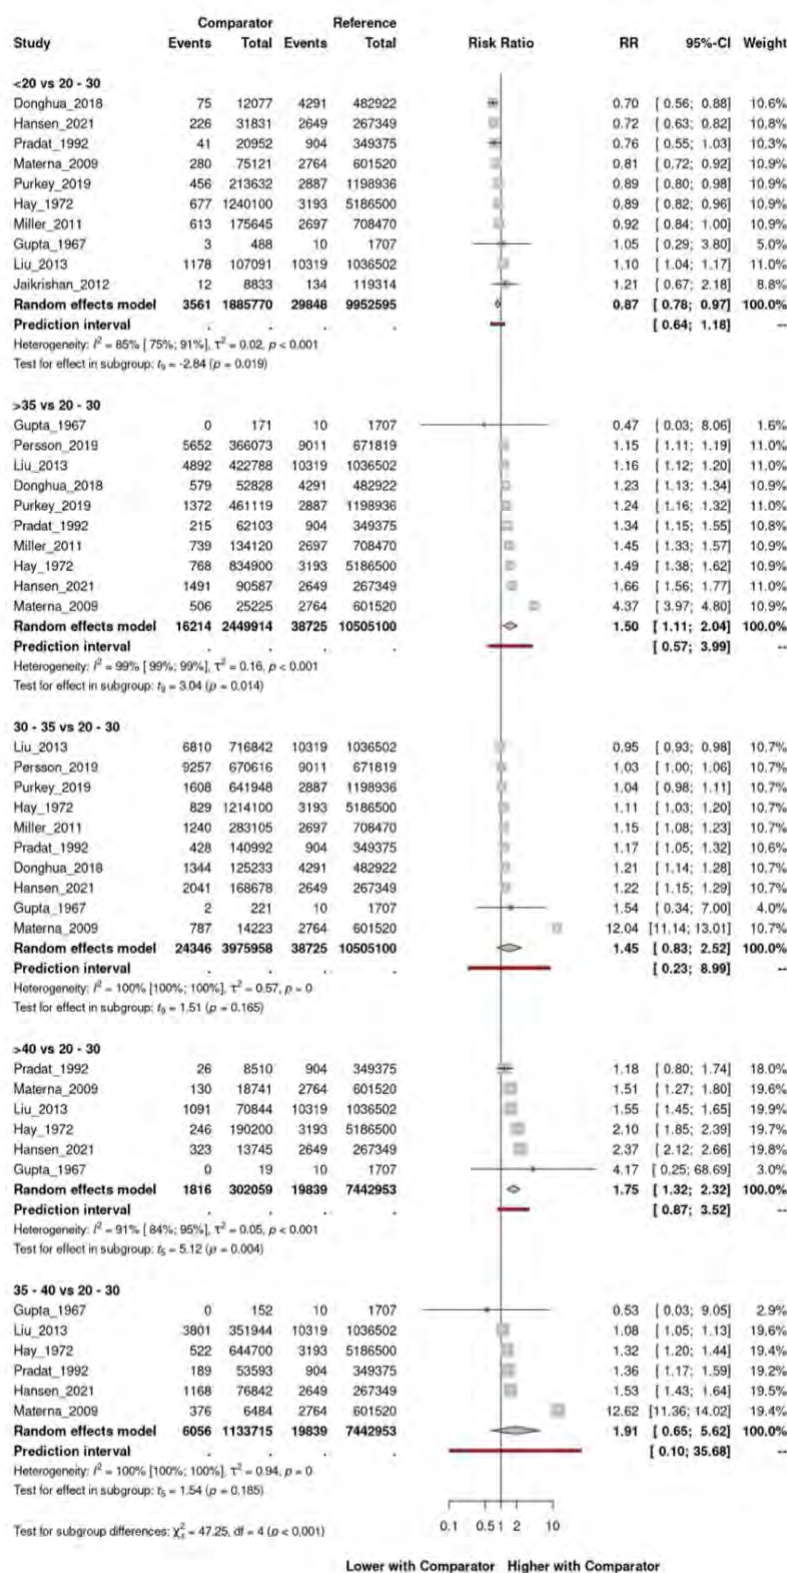 Comparator Reference
Study Events Total Events Total Risk Ratio RR 95%-CI Weight
<20 vs 20 - 30
Donghua_2018 75 12077 4291 482922 0.70 [ 0.56; 0.88] 10.6%
Hansen_2021 226 31831 2649 267349 0.72 [ 0.63; 0.82] 10.8%
Pradat_1992 41 20952 904 349375 0.76 [ 0.55; 1.03] 10.3%
Materna_2009 280 75121 2764 601520 0.81 [ 0.72; 0.92] 10.9%
Purkey_2019 456 213632 2887 1198936 0.89 [ 0.80; 0.98] 10.9%
Hay_1972 677 1240100 3193 5186500 0.89 [ 0.82; 0.96] 10.9%
Miller_2011 613 175645 2697 708470 0.92 [ 0.84; 1.00] 10.9%
Gupta_1967 3 488 10 1707 1.05 [ 0.29; 3.80] 5.0%
Liu_2013 1178 107091 10319 1036502 1.10 [ 1.04; 1.17] 11.0%
Jaikrishan_2012 12 8833 134 119314 1.21 [ 0.67; 2.18] 8.8%
Random effects model 3561 1885770 29848 9952595 0.87 [ 0.78; 0.97] 100.0%
Prediction interval . . . . [ 0.64; 1.18] --
Heterogeneity: I² = 85% [ 75%; 91%], τ² = 0.02, p < 0.001
Test for effect in subgroup: t₉ = -2.84 (p = 0.019)
>35 vs 20 - 30
Gupta_1967 0 171 10 1707 0.47 [ 0.03; 8.06] 1.6%
Persson_2019 5652 366073 9011 671819 1.15 [ 1.11; 1.19] 11.0%
Liu_2013 4892 422788 10319 1036502 1.16 [ 1.12; 1.20] 11.0%
Donghua_2018 579 52828 4291 482922 1.23 [ 1.13; 1.34] 10.9%
Purkey_2019 1372 461119 2887 1198936 1.24 [ 1.16; 1.32] 11.0%
Pradat_1992 215 62103 904 349375 1.34 [ 1.15; 1.55] 10.8%
Miller_2011 739 134120 2697 708470 1.45 [ 1.33; 1.57] 10.9%
Hay_1972 768 834900 3193 5186500 1.49 [ 1.38; 1.62] 10.9%
Hansen_2021 1491 90587 2649 267349 1.66 [ 1.56; 1.77] 11.0%
Materna_2009 506 25225 2764 601520 4.37 [ 3.97; 4.80] 10.9%
Random effects model 16214 2449914 38725 10505100 1.50 [ 1.11; 2.04] 100.0%
Prediction interval . . . . [ 0.57; 3.99] --
Heterogeneity: I² = 99% [ 99%; 99%], τ² = 0.16, p < 0.001
Test for effect in subgroup: t₉ = 3.04 (p = 0.014)
30 - 35 vs 20 - 30
Liu_2013 6810 716842 10319 1036502 0.95 [ 0.93; 0.98] 10.7%
Persson_2019 9257 670616 9011 671819 1.03 [ 1.00; 1.06] 10.7%
Purkey_2019 1608 641948 2887 1198936 1.04 [ 0.98; 1.11] 10.7%
Hay_1972 829 1214100 3193 5186500 1.11 [ 1.03; 1.20] 10.7%
Miller_2011 1240 283105 2697 708470 1.15 [ 1.08; 1.23] 10.7%
Pradat_1992 428 140992 904 349375 1.17 [ 1.05; 1.32] 10.6%
Donghua_2018 1344 125233 4291 482922 1.21 [ 1.14; 1.28] 10.7%
Hansen_2021 2041 168678 2649 267349 1.22 [ 1.15; 1.29] 10.7%
Gupta_1967 2 221 10 1707 1.54 [ 0.34; 7.00] 4.0%
Materna_2009 787 14223 2764 601520 12.04 [11.14; 13.01] 10.7%
Random effects model 24346 3975958 38725 10505100 1.45 [ 0.83; 2.52] 100.0%
Prediction interval . . . . [ 0.23; 8.99] --
Heterogeneity: I² = 100% [100%; 100%], τ² = 0.57, p = 0
Test for effect in subgroup: t₉ = 1.51 (p = 0.165)
>40 vs 20 - 30
Pradat_1992 26 8510 904 349375 1.18 [ 0.80; 1.74] 18.0%
Materna_2009 130 18741 2764 601520 1.51 [ 1.27; 1.80] 19.6%
Liu_2013 1091 70844 10319 1036502 1.55 [ 1.45; 1.65] 19.9%
Hay_1972 246 190200 3193 5186500 2.10 [ 1.85; 2.39] 19.7%
Hansen_2021 323 13745 2649 267349 2.37 [ 2.12; 2.66] 19.8%
Gupta_1967 0 19 10 1707 4.17 [ 0.25; 68.69] 3.0%
Random effects model 1816 302059 19839 7442953 1.75 [ 1.32; 2.32] 100.0%
Prediction interval . . . . [ 0.87; 3.52] --
Heterogeneity: I² = 91% [ 84%; 95%], τ² = 0.05, p < 0.001
Test for effect in subgroup: t₅ = 5.12 (p = 0.004)
35 - 40 vs 20 - 30
Gupta_1967 0 152 10 1707 0.53 [ 0.03; 9.05] 2.9%
Liu_2013 3801 351944 10319 1036502 1.08 [ 1.05; 1.13] 19.6%
Hay_1972 522 644700 3193 5186500 1.32 [ 1.20; 1.44] 19.4%
Pradat_1992 189 53593 904 349375 1.36 [ 1.17; 1.59] 19.2%
Hansen_2021 1168 76842 2649 267349 1.53 [ 1.43; 1.64] 19.5%
Materna_2009 376 6484 2764 601520 12.62 [11.36; 14.02] 19.4%
Random effects model 6056 1133715 19839 7442953 1.91 [ 0.65; 5.62] 100.0%
Prediction interval . . . . [ 0.10; 35.68] --
Heterogeneity: I² = 100% [100%; 100%], τ² = 0.94, p = 0
Test for effect in subgroup: t₅ = 1.54 (p = 0.185)
0.1 0.5 1 2 10
Test for subgroup differences: χ²₄ = 47.25, df = 4 (p < 0.001)
Lower with Comparator Higher with Comparator